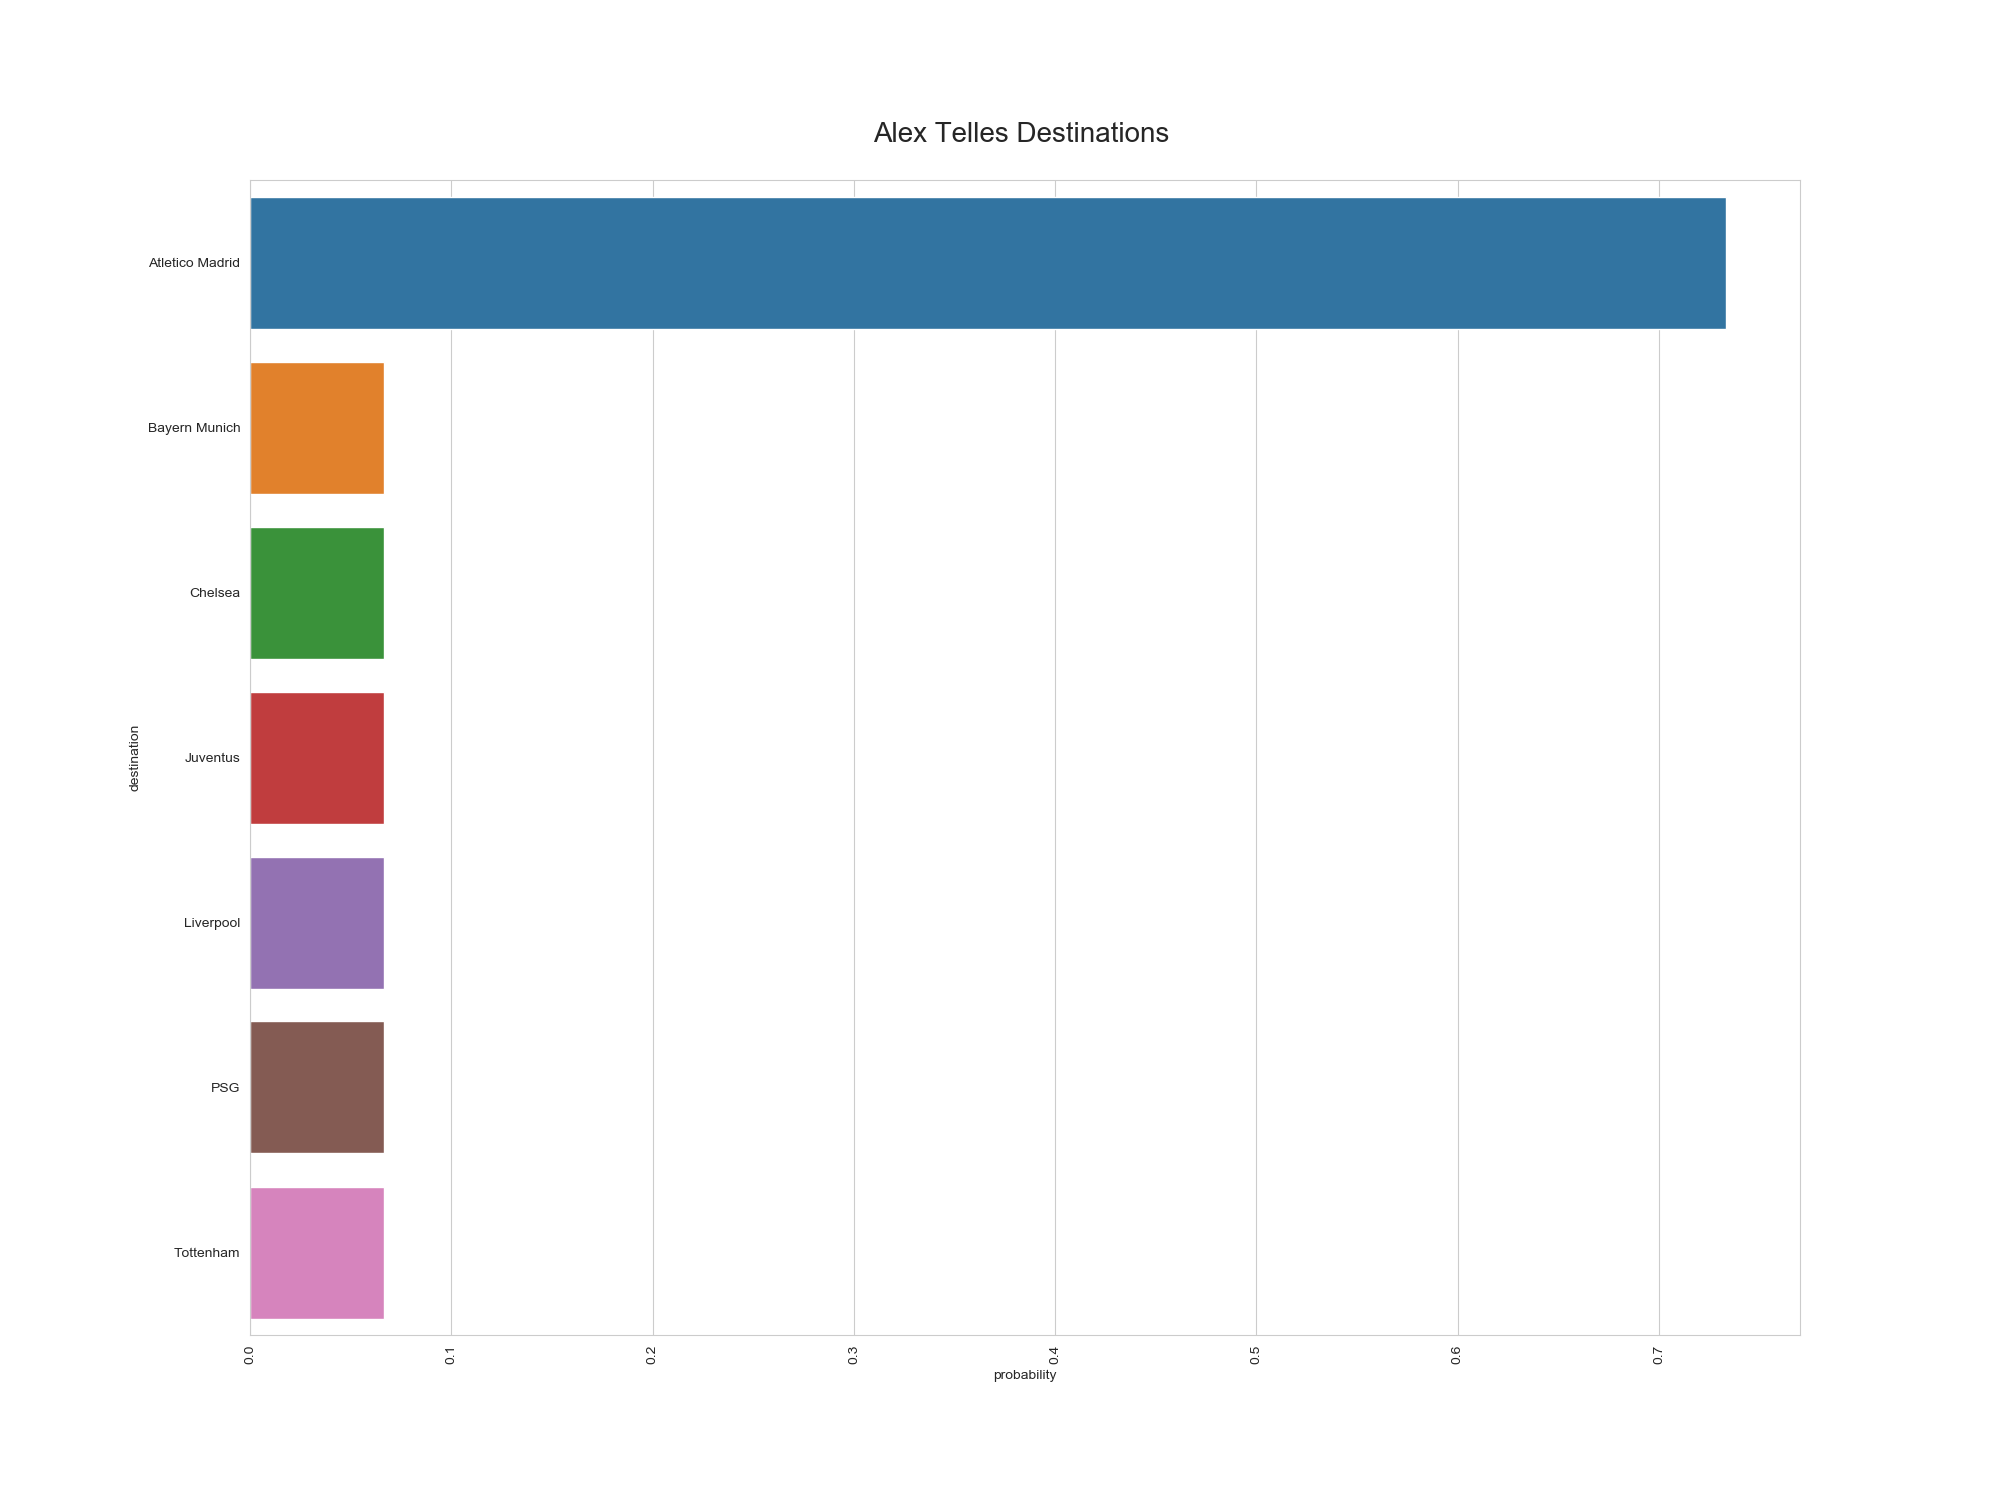 Alex Telles Destinations
Atletico Madrid
Bayern Munich
Chelsea
Juventus
Liverpool
PSG
Tottenham
destination
0.0
0.1
0.2
0.3
0.4
0.5
0.6
0.7
probability